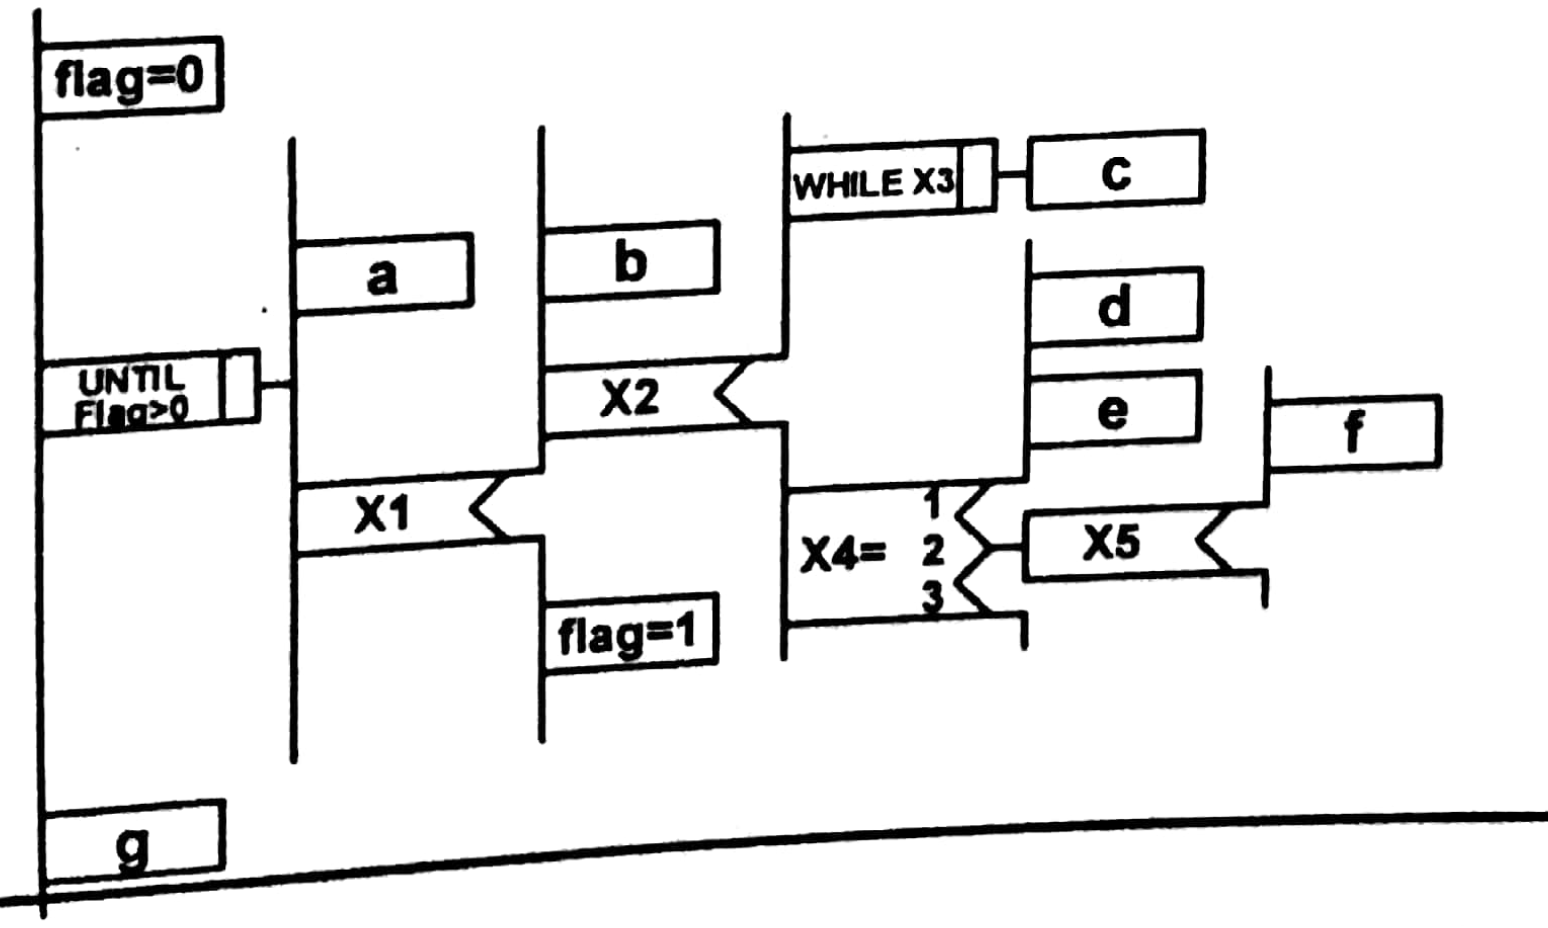 flag=0
WHILE X3
c
a
b
d
UNTIL
Flag>0
X2
e
f
X1
1
X4= 2
3
X5
flag=1
g